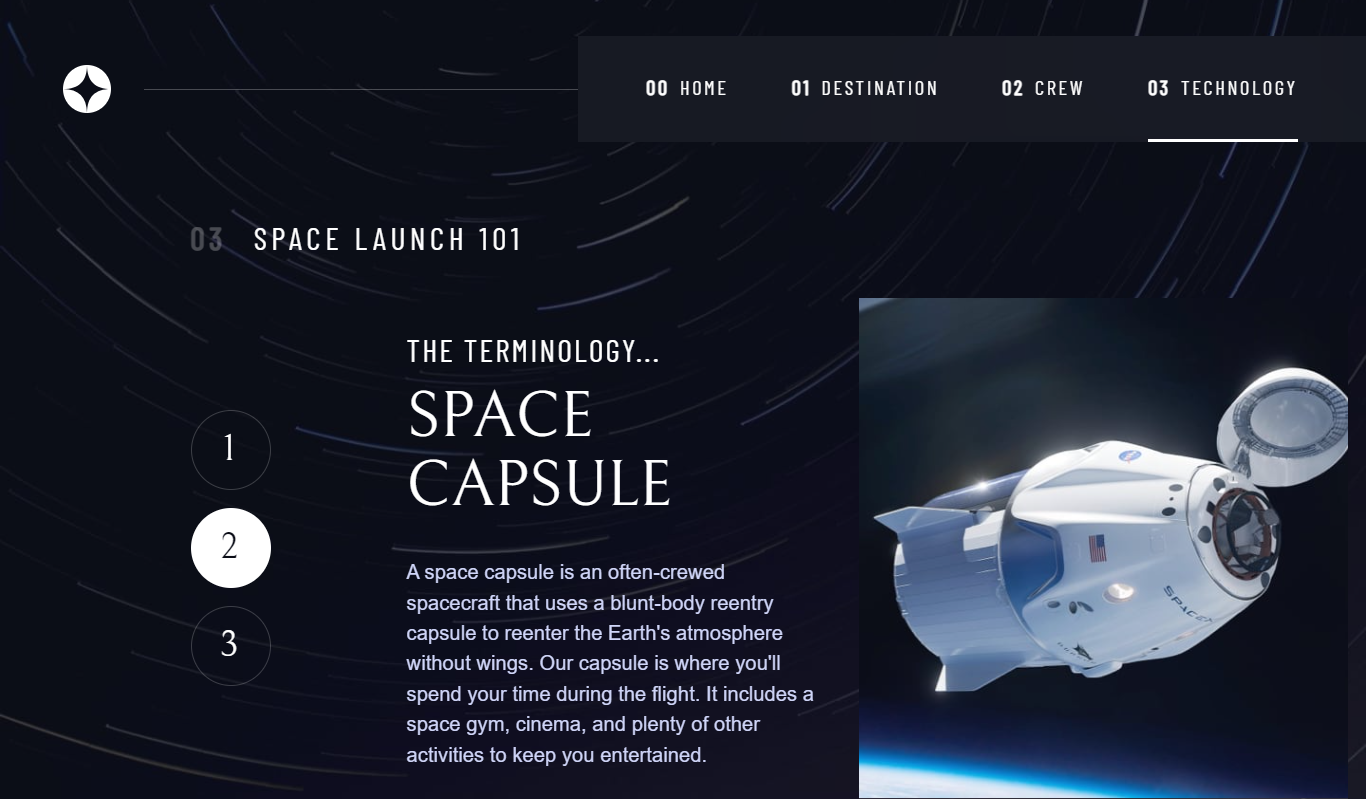 00 HOME
01 DESTINATION
02 CREW
03 TECHNOLOGY
03 SPACE LAUNCH 101
THE TERMINOLOGY...
SPACE
CAPSULE
1
2
3
A space capsule is an often-crewed
spacecraft that uses a blunt-body reentry
capsule to reenter the Earth's atmosphere
without wings. Our capsule is where you'll
spend your time during the flight. It includes a
space gym, cinema, and plenty of other
activities to keep you entertained.